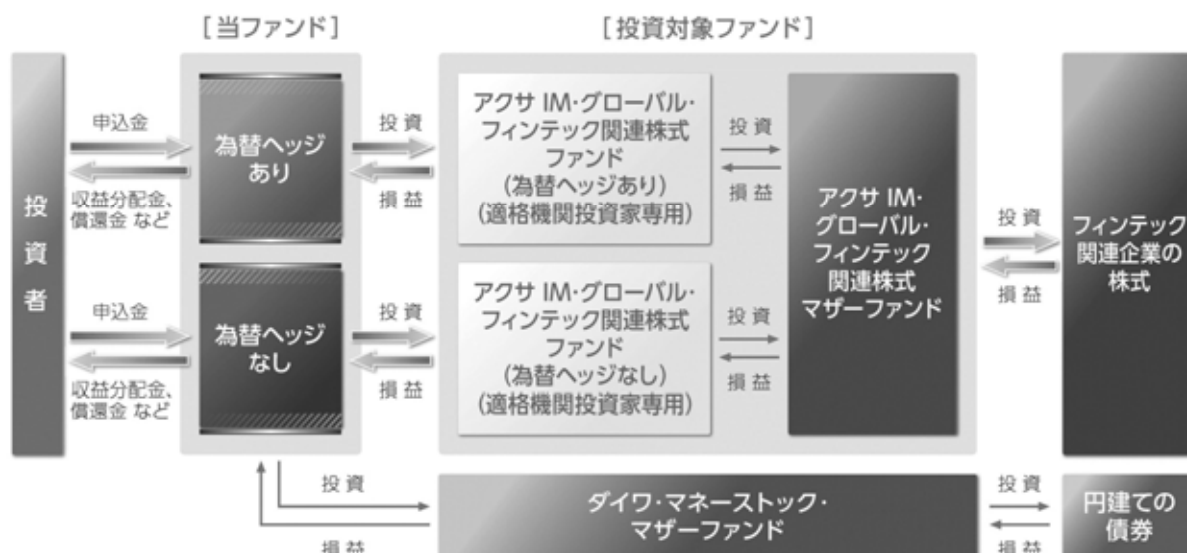 [当ファンド]
[投資対象ファンド]
投資者
申込金
収益分配金、
償還金 など
為替ヘッジ
あり
投資
損益
アクサ IM・グローバル・
フィンテック関連株式
ファンド
(為替ヘッジあり)
(適格機関投資家専用)
投資
損益
申込金
収益分配金、
償還金 など
為替ヘッジ
なし
投資
損益
アクサ IM・グローバル・
フィンテック関連株式
ファンド
(為替ヘッジなし)
(適格機関投資家専用)
投資
損益
アクサ IM・
グローバル・
フィンテック
関連株式
マザーファンド
投資
損益
フィンテック
関連企業の
株式
投資
損益
ダイワ・マネーストック・
マザーファンド
投資
損益
円建ての
債券